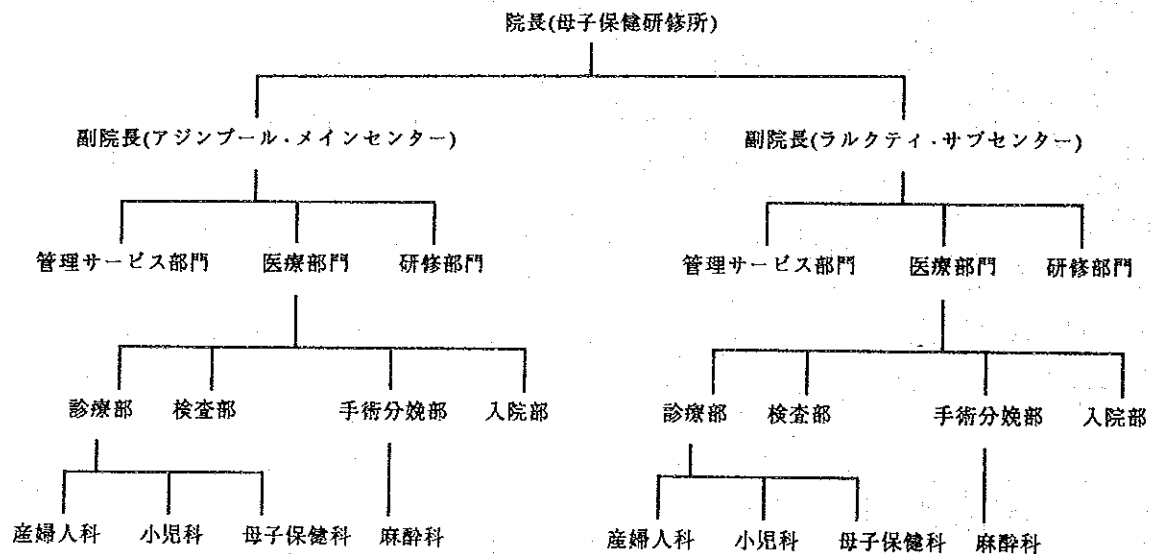 院長(母子保健研修所)
副院長(アジンプール・メインセンター) 副院長(ラルクティ・サブセンター)
管理サービス部門 医療部門 研修部門 管理サービス部門 医療部門 研修部門
診療部 検査部 手術分娩部 入院部 診療部 検査部 手術分娩部 入院部
産婦人科 小児科 母子保健科 麻酔科 産婦人科 小児科 母子保健科 麻酔科